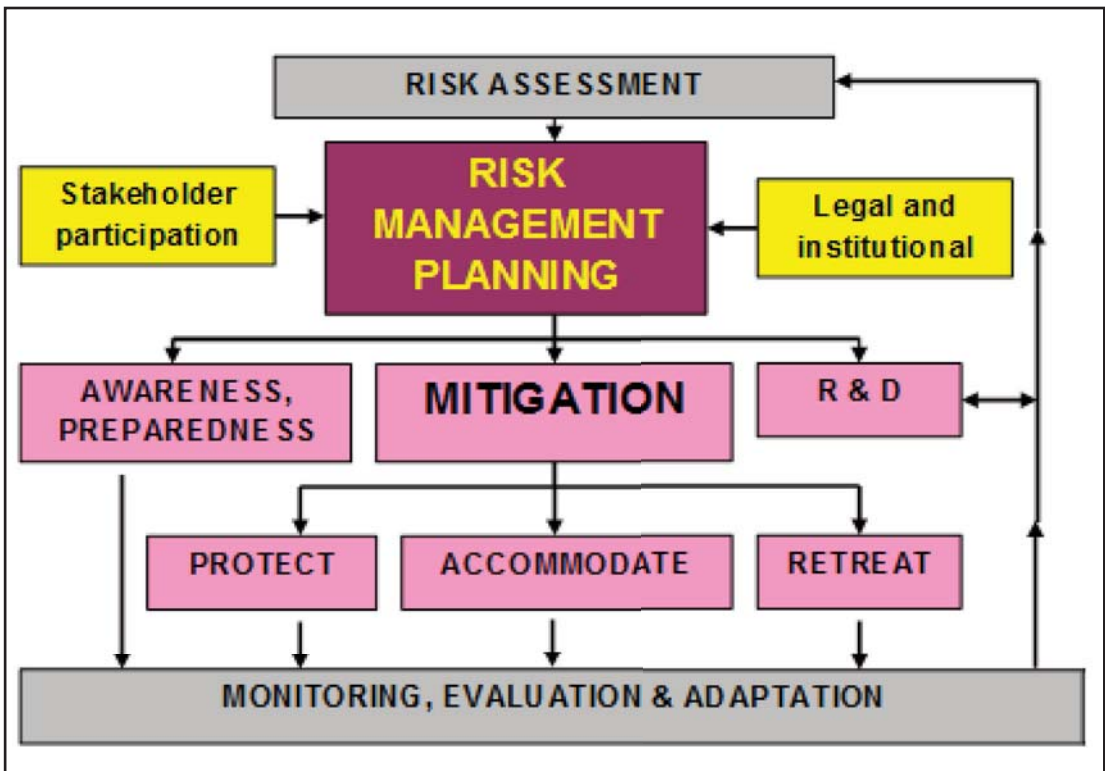 RISK ASSESSMENT
RISK
MANAGEMENT
PLANNING
Stakeholder
participation
Legal and
institutional
AWARENESS,
PREPAREDNESS
MITIGATION
R & D
PROTECT
ACCOMMODATE
RETREAT
MONITORING, EVALUATION & ADAPTATION